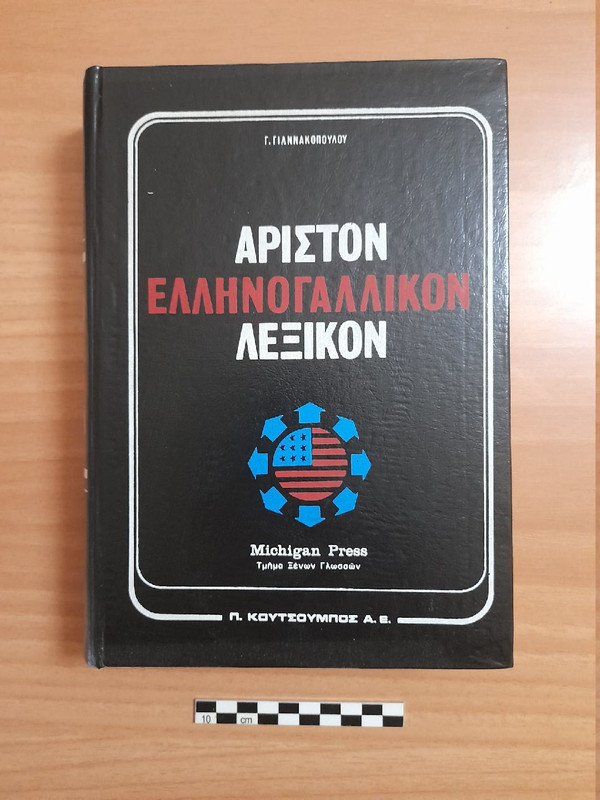 Γ. ΓΙΑΝΝΑΚΟΠΟΥΛΟΥ
ΑΡΙΣΤΟΝ
ΕΛΛΗΝΟΓΑΛΛΙΚΟΝ
ΛΕΞΙΚΟΝ
Michigan Press
Τμήμα Ξένων Γλωσσών
Π. ΚΟΥΤΣΟΥΜΠΟΣ Α.Ε.
10 cm